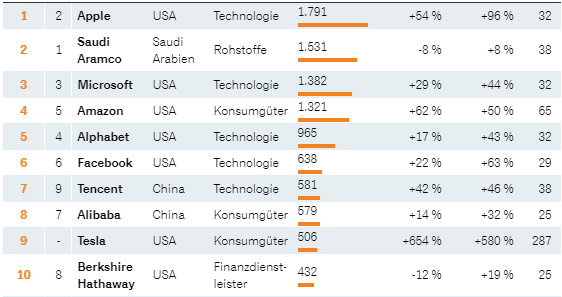 1 2 Apple USA Technologie 1.791 +54 % +96 % 32
2 1 Saudi Aramco Saudi Arabien Rohstoffe 1.531 -8 % +8 % 38
3 3 Microsoft USA Technologie 1.382 +29 % +44 % 32
4 5 Amazon USA Konsumgüter 1.321 +62 % +50 % 65
5 4 Alphabet USA Technologie 965 +17 % +43 % 32
6 6 Facebook USA Technologie 638 +22 % +63 % 29
7 9 Tencent China Technologie 581 +42 % +46 % 38
8 7 Alibaba China Konsumgüter 579 +14 % +32 % 25
9 - Tesla USA Konsumgüter 506 +654 % +580 % 287
10 8 Berkshire Hathaway USA Finanzdienst-leister 432 -12 % +19 % 25